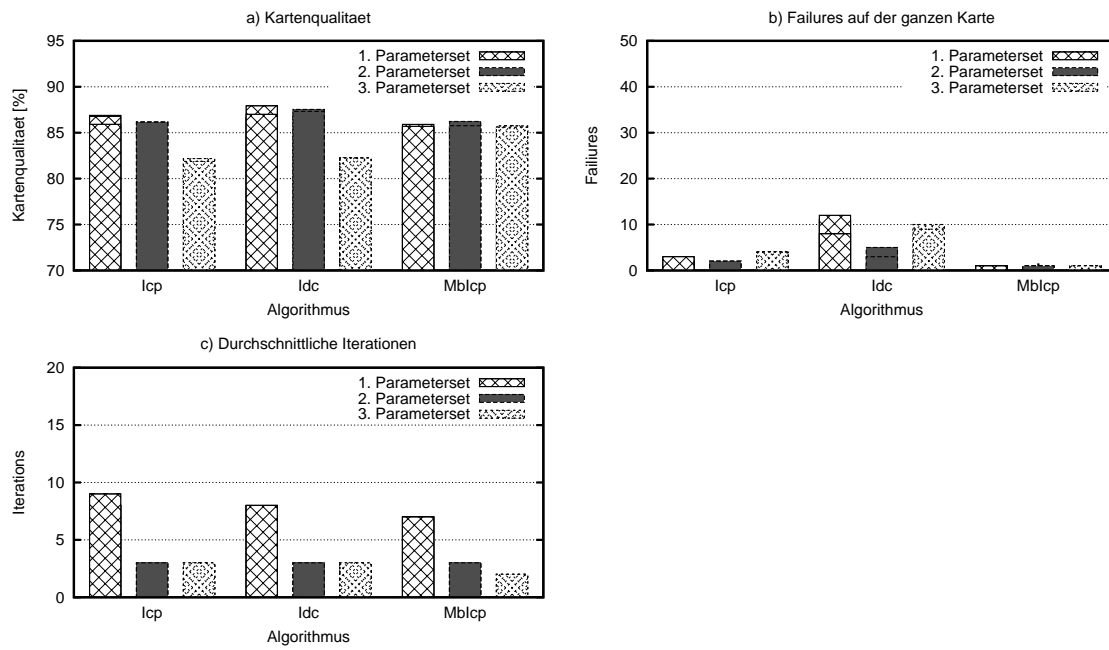 a) Kartenqualitaet
Kartenqualitaet [%]
95
90
85
80
75
70
1. Parameterset
2. Parameterset
3. Parameterset
Icp
Idc
MbIcp
Algorithmus
b) Failures auf der ganzen Karte
Failiures
50
40
30
20
10
0
1. Parameterset
2. Parameterset
3. Parameterset
Icp
Idc
MbIcp
Algorithmus
c) Durchschnittliche Iterationen
Iterations
20
15
10
5
0
1. Parameterset
2. Parameterset
3. Parameterset
Icp
Idc
MbIcp
Algorithmus